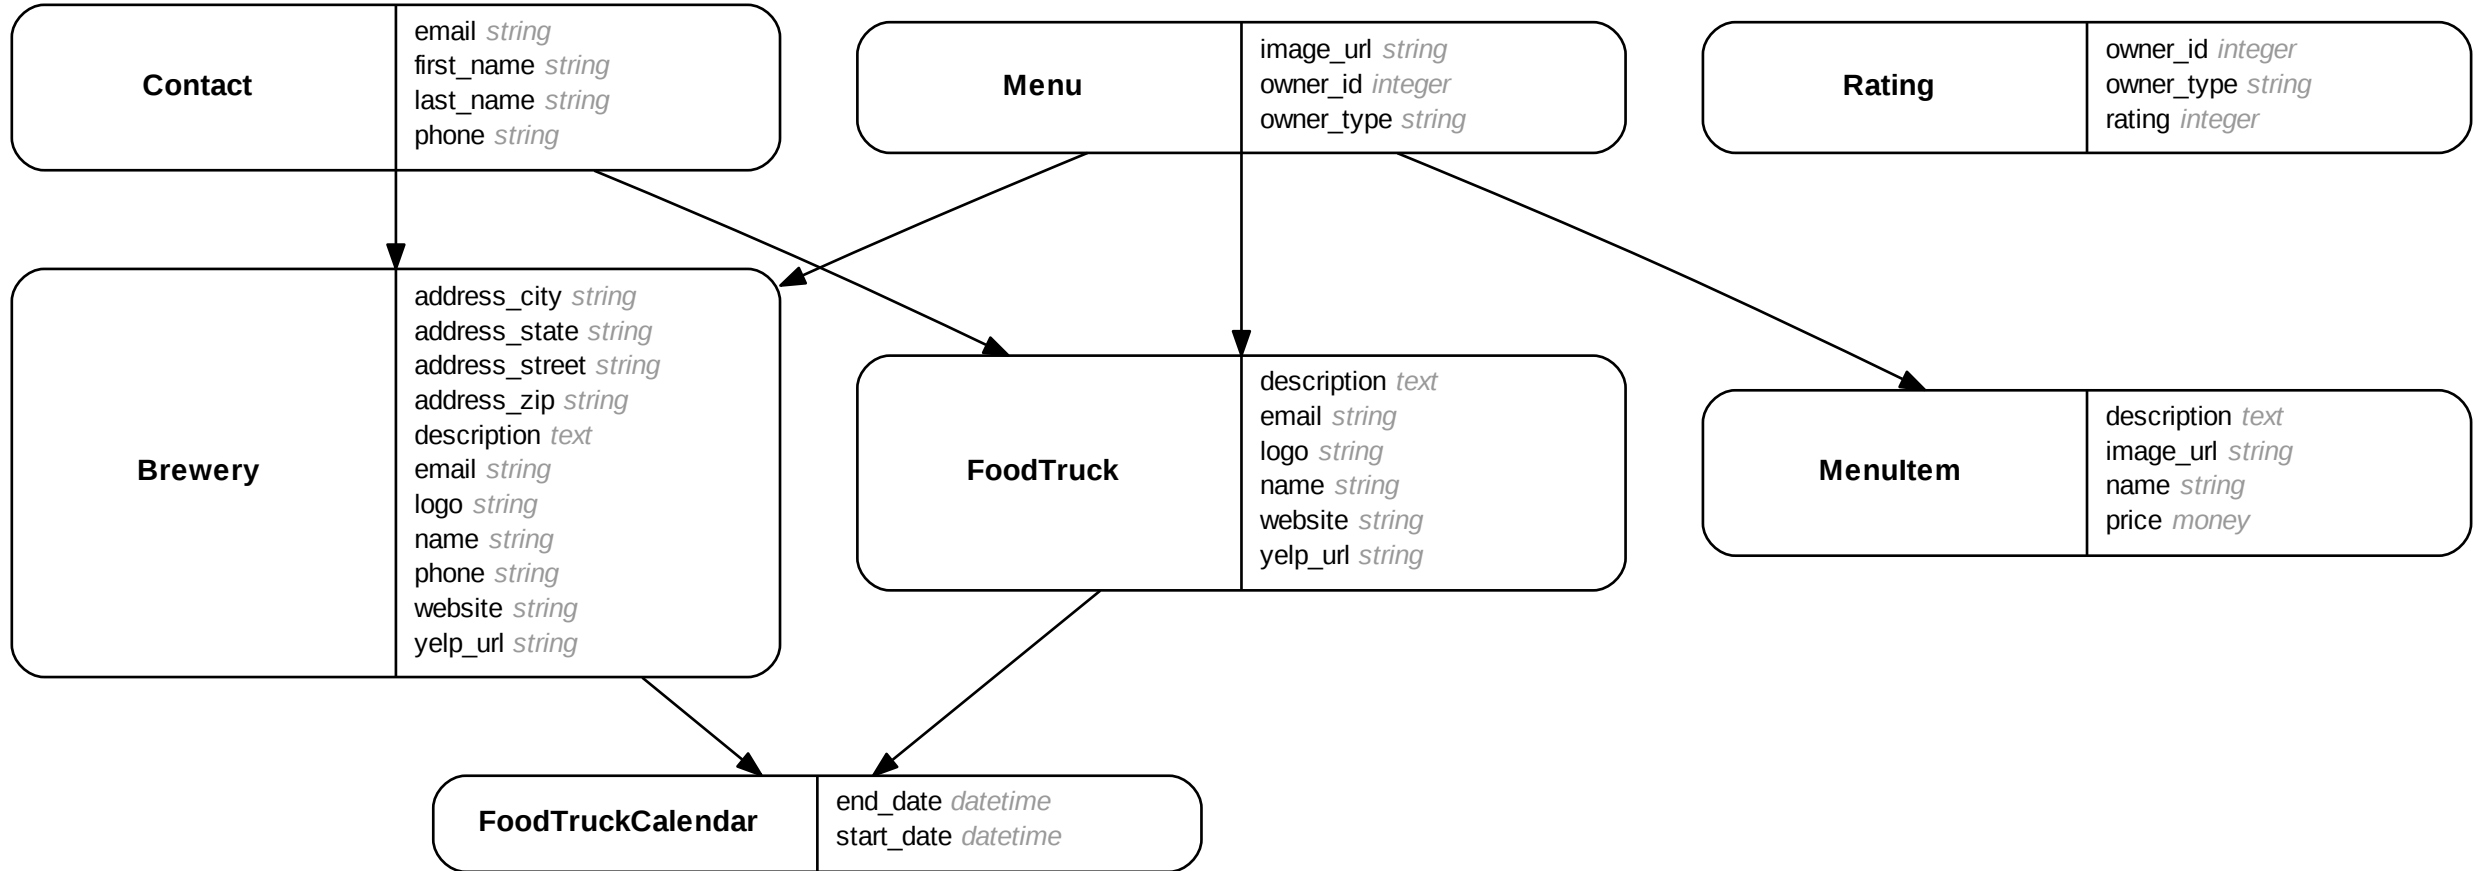 Contact
email string
first_name string
last_name string
phone string
Menu
image_url string
owner_id integer
owner_type string
Rating
owner_id integer
owner_type string
rating integer
Brewery
address_city string
address_state string
address_street string
address_zip string
description text
email string
logo string
name string
phone string
website string
yelp_url string
FoodTruck
description text
email string
logo string
name string
website string
yelp_url string
MenuItem
description text
image_url string
name string
price money
FoodTruckCalendar
end_date datetime
start_date datetime